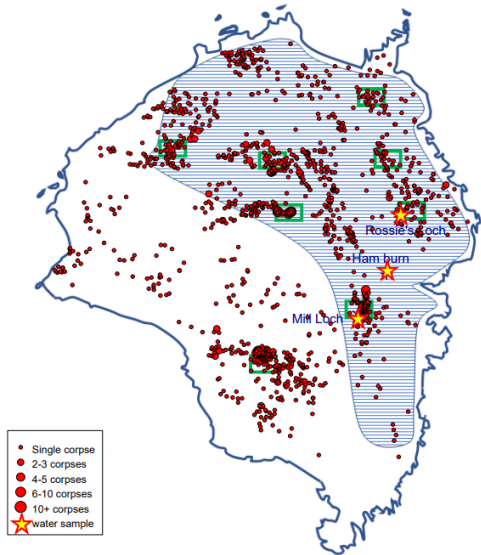 Rossie's Loch
Ham burn
Mill Loch
Single corpse
2-3 corpses
4-5 corpses
6-10 corpses
10+ corpses
water sample